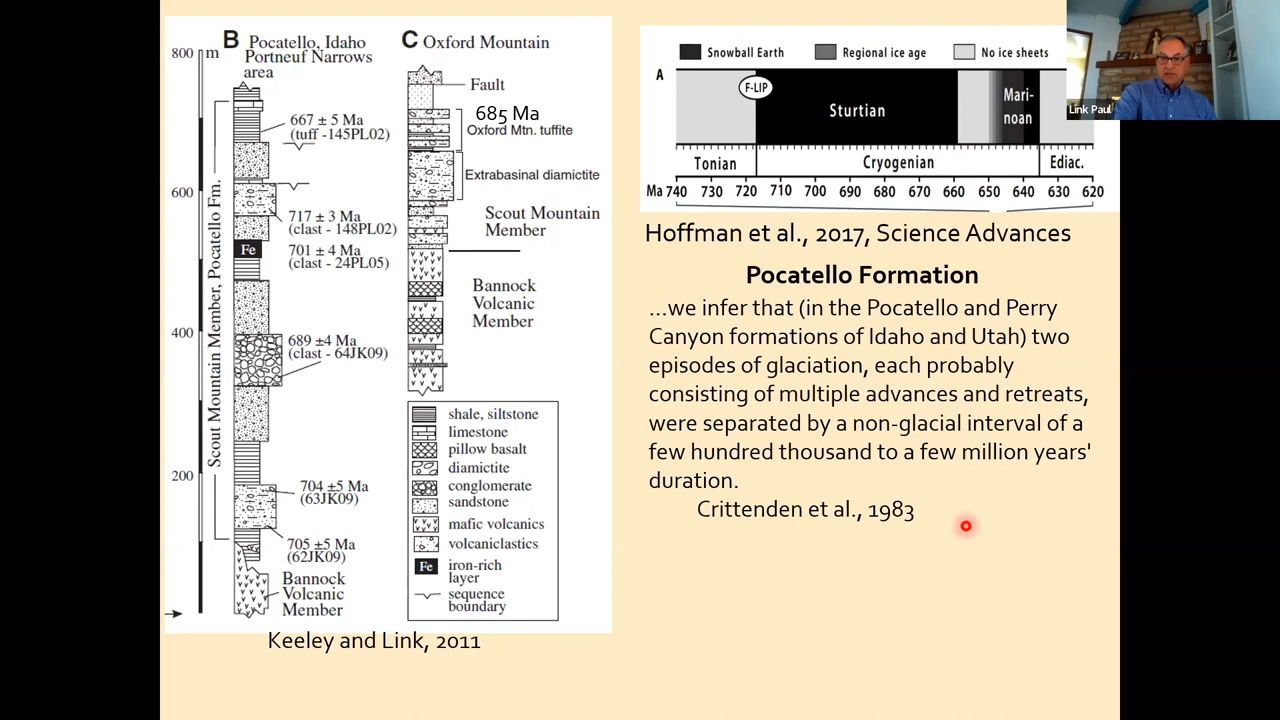 B Pocatello, Idaho
Portneuf Narrows
area
800 m
667 ± 5 Ma
(tuff -145PL02)
600
717 ± 3 Ma
(clast - 148PL02)
Fe
701 ± 4 Ma
(clast - 24PL05)
Scout Mountain Member, Pocatello Fm.
400
689 ±4 Ma
(clast - 64JK09)
200
704 ±5 Ma
(63JK09)
705 ±5 Ma
(62JK09)
Bannock
Volcanic
Member
C Oxford Mountain
Fault
685 Ma
Oxford Mtn. tuffite
Extrabasinal diamictite
Scout Mountain
Member
Bannock
Volcanic
Member
shale, siltstone
limestone
pillow basalt
diamictite
conglomerate
sandstone
mafic volcanics
volcaniclastics
Fe iron-rich
layer
sequence
boundary
Keeley and Link, 2011
Snowball Earth Regional ice age No ice sheets
A
F-LIP
Sturtian
Mari-
noan
Tonian Cryogenian Ediac.
Ma 740 730 720 710 700 690 680 670 660 650 640 630 620
Hoffman et al., 2017, Science Advances
Pocatello Formation
...we infer that (in the Pocatello and Perry
Canyon formations of Idaho and Utah) two
episodes of glaciation, each probably
consisting of multiple advances and retreats,
were separated by a non-glacial interval of a
few hundred thousand to a few million years'
duration.
Crittenden et al., 1983
Link Paul